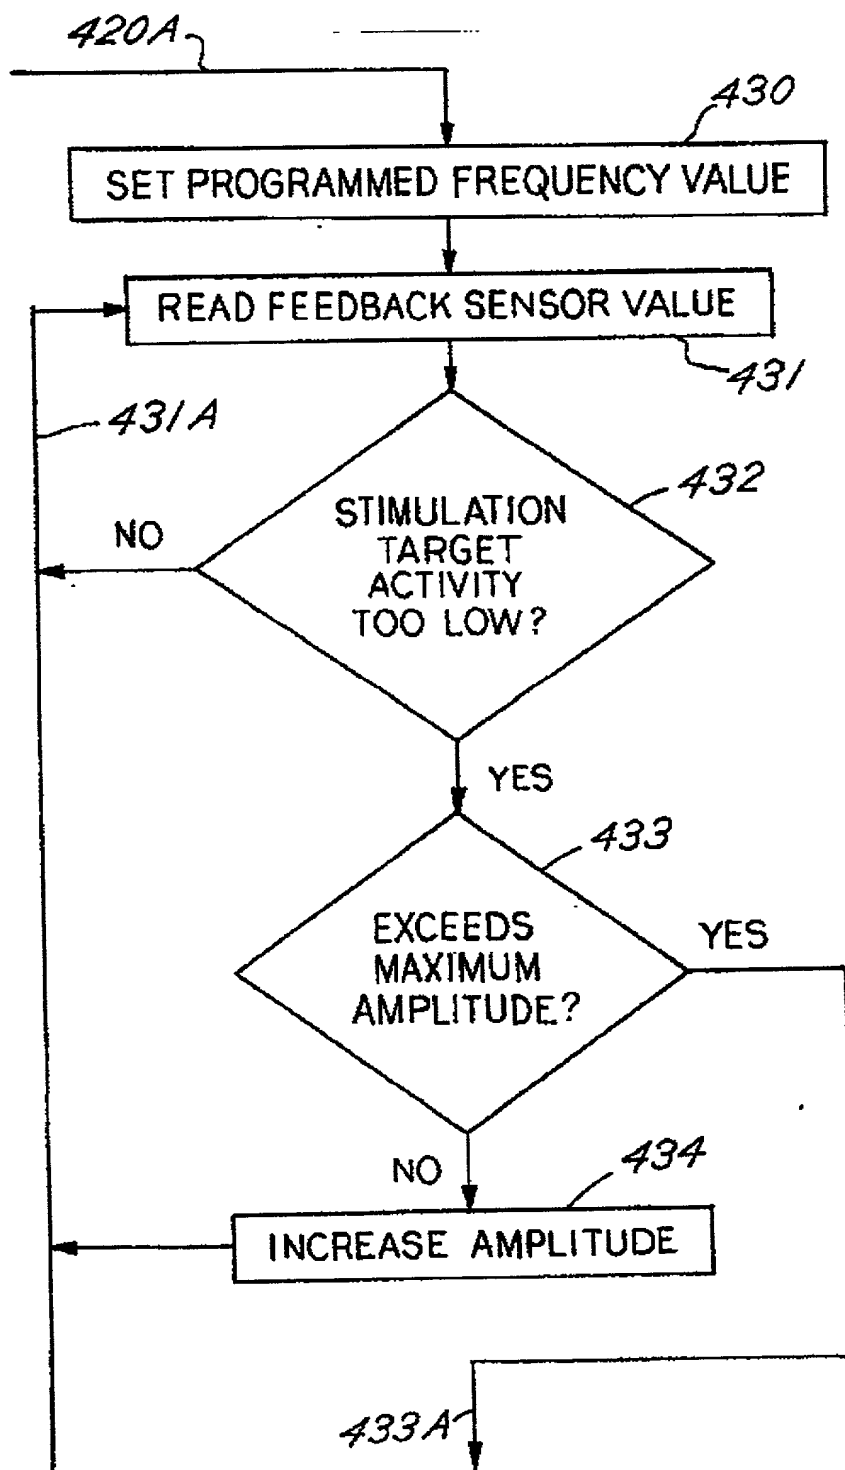 420A
430
SET PROGRAMMED FREQUENCY VALUE
READ FEEDBACK SENSOR VALUE
431
431A
432
STIMULATION
TARGET
ACTIVITY
TOO LOW?
NO
YES
433
EXCEEDS
MAXIMUM
AMPLITUDE?
YES
NO
434
INCREASE AMPLITUDE
433A